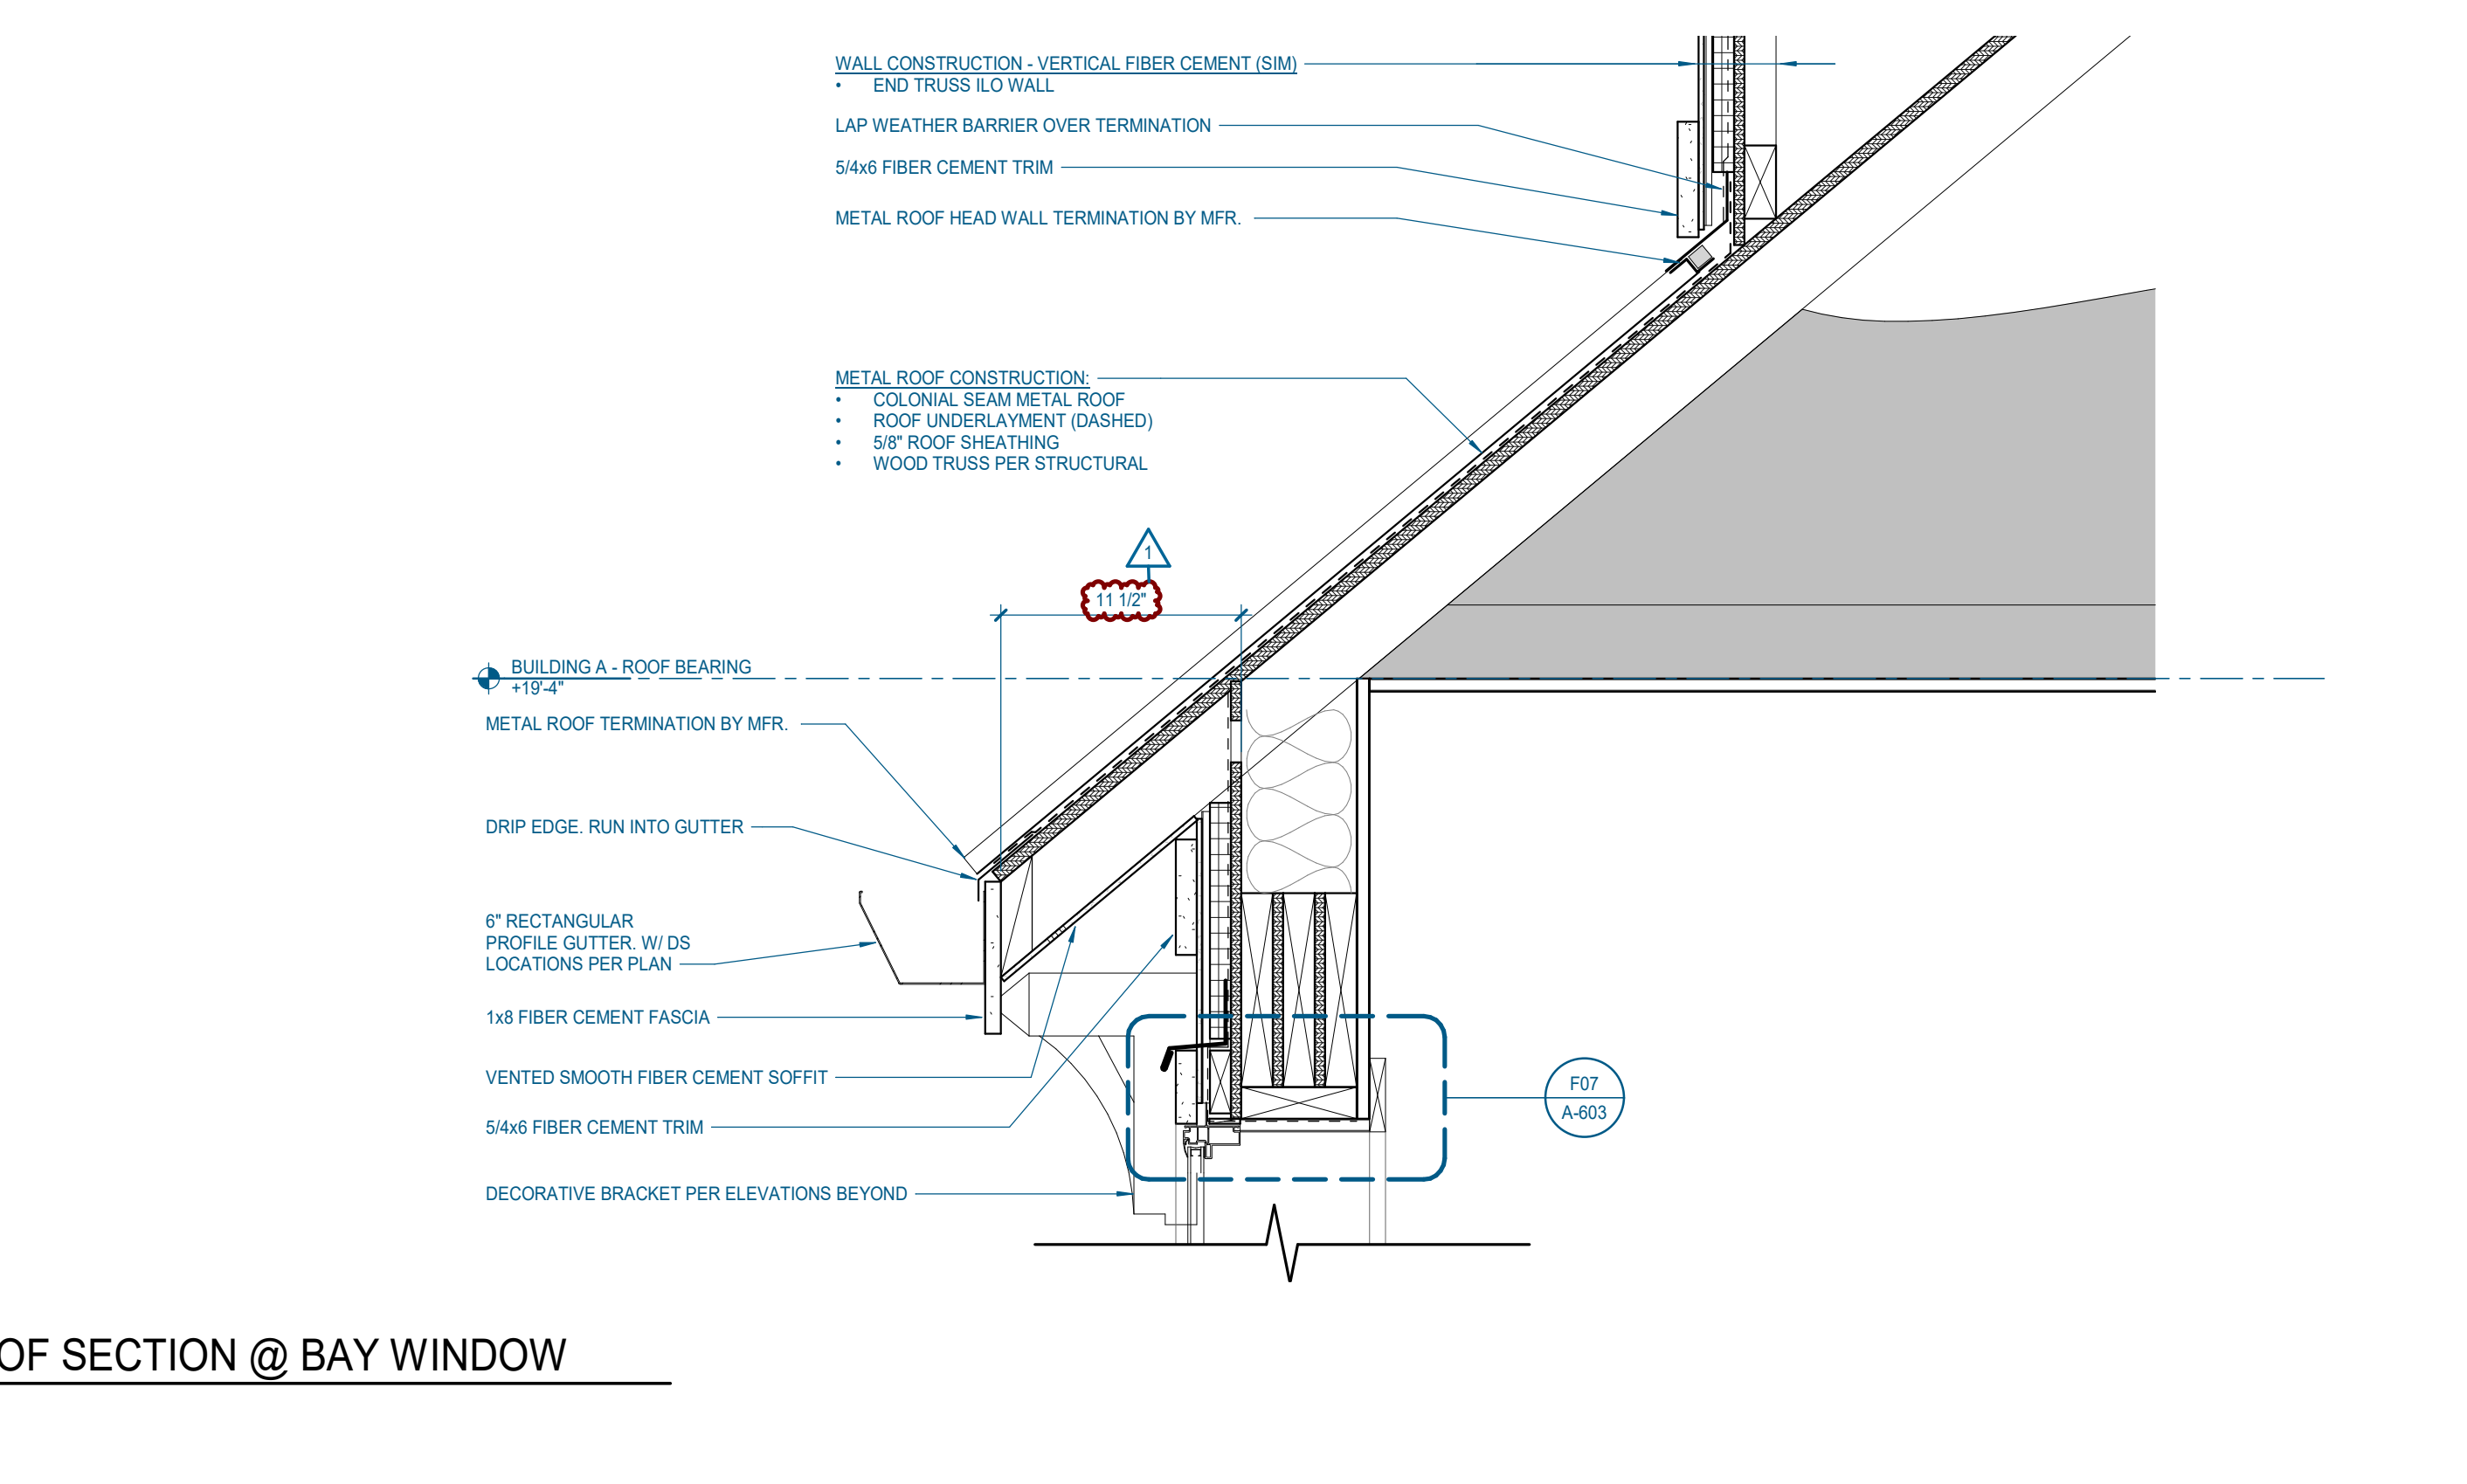 WALL CONSTRUCTION - VERTICAL FIBER CEMENT (SIM)
• END TRUSS ILO WALL
LAP WEATHER BARRIER OVER TERMINATION
5/4x6 FIBER CEMENT TRIM
METAL ROOF HEAD WALL TERMINATION BY MFR.
METAL ROOF CONSTRUCTION:
• COLONIAL SEAM METAL ROOF
• ROOF UNDERLAYMENT (DASHED)
• 5/8" ROOF SHEATHING
• WOOD TRUSS PER STRUCTURAL
1
11 1/2"
BUILDING A - ROOF BEARING
+19'-4"
METAL ROOF TERMINATION BY MFR.
DRIP EDGE. RUN INTO GUTTER
6" RECTANGULAR
PROFILE GUTTER. W/ DS
LOCATIONS PER PLAN
1x8 FIBER CEMENT FASCIA
VENTED SMOOTH FIBER CEMENT SOFFIT
5/4x6 FIBER CEMENT TRIM
DECORATIVE BRACKET PER ELEVATIONS BEYOND
F07
A-603
OF SECTION @ BAY WINDOW